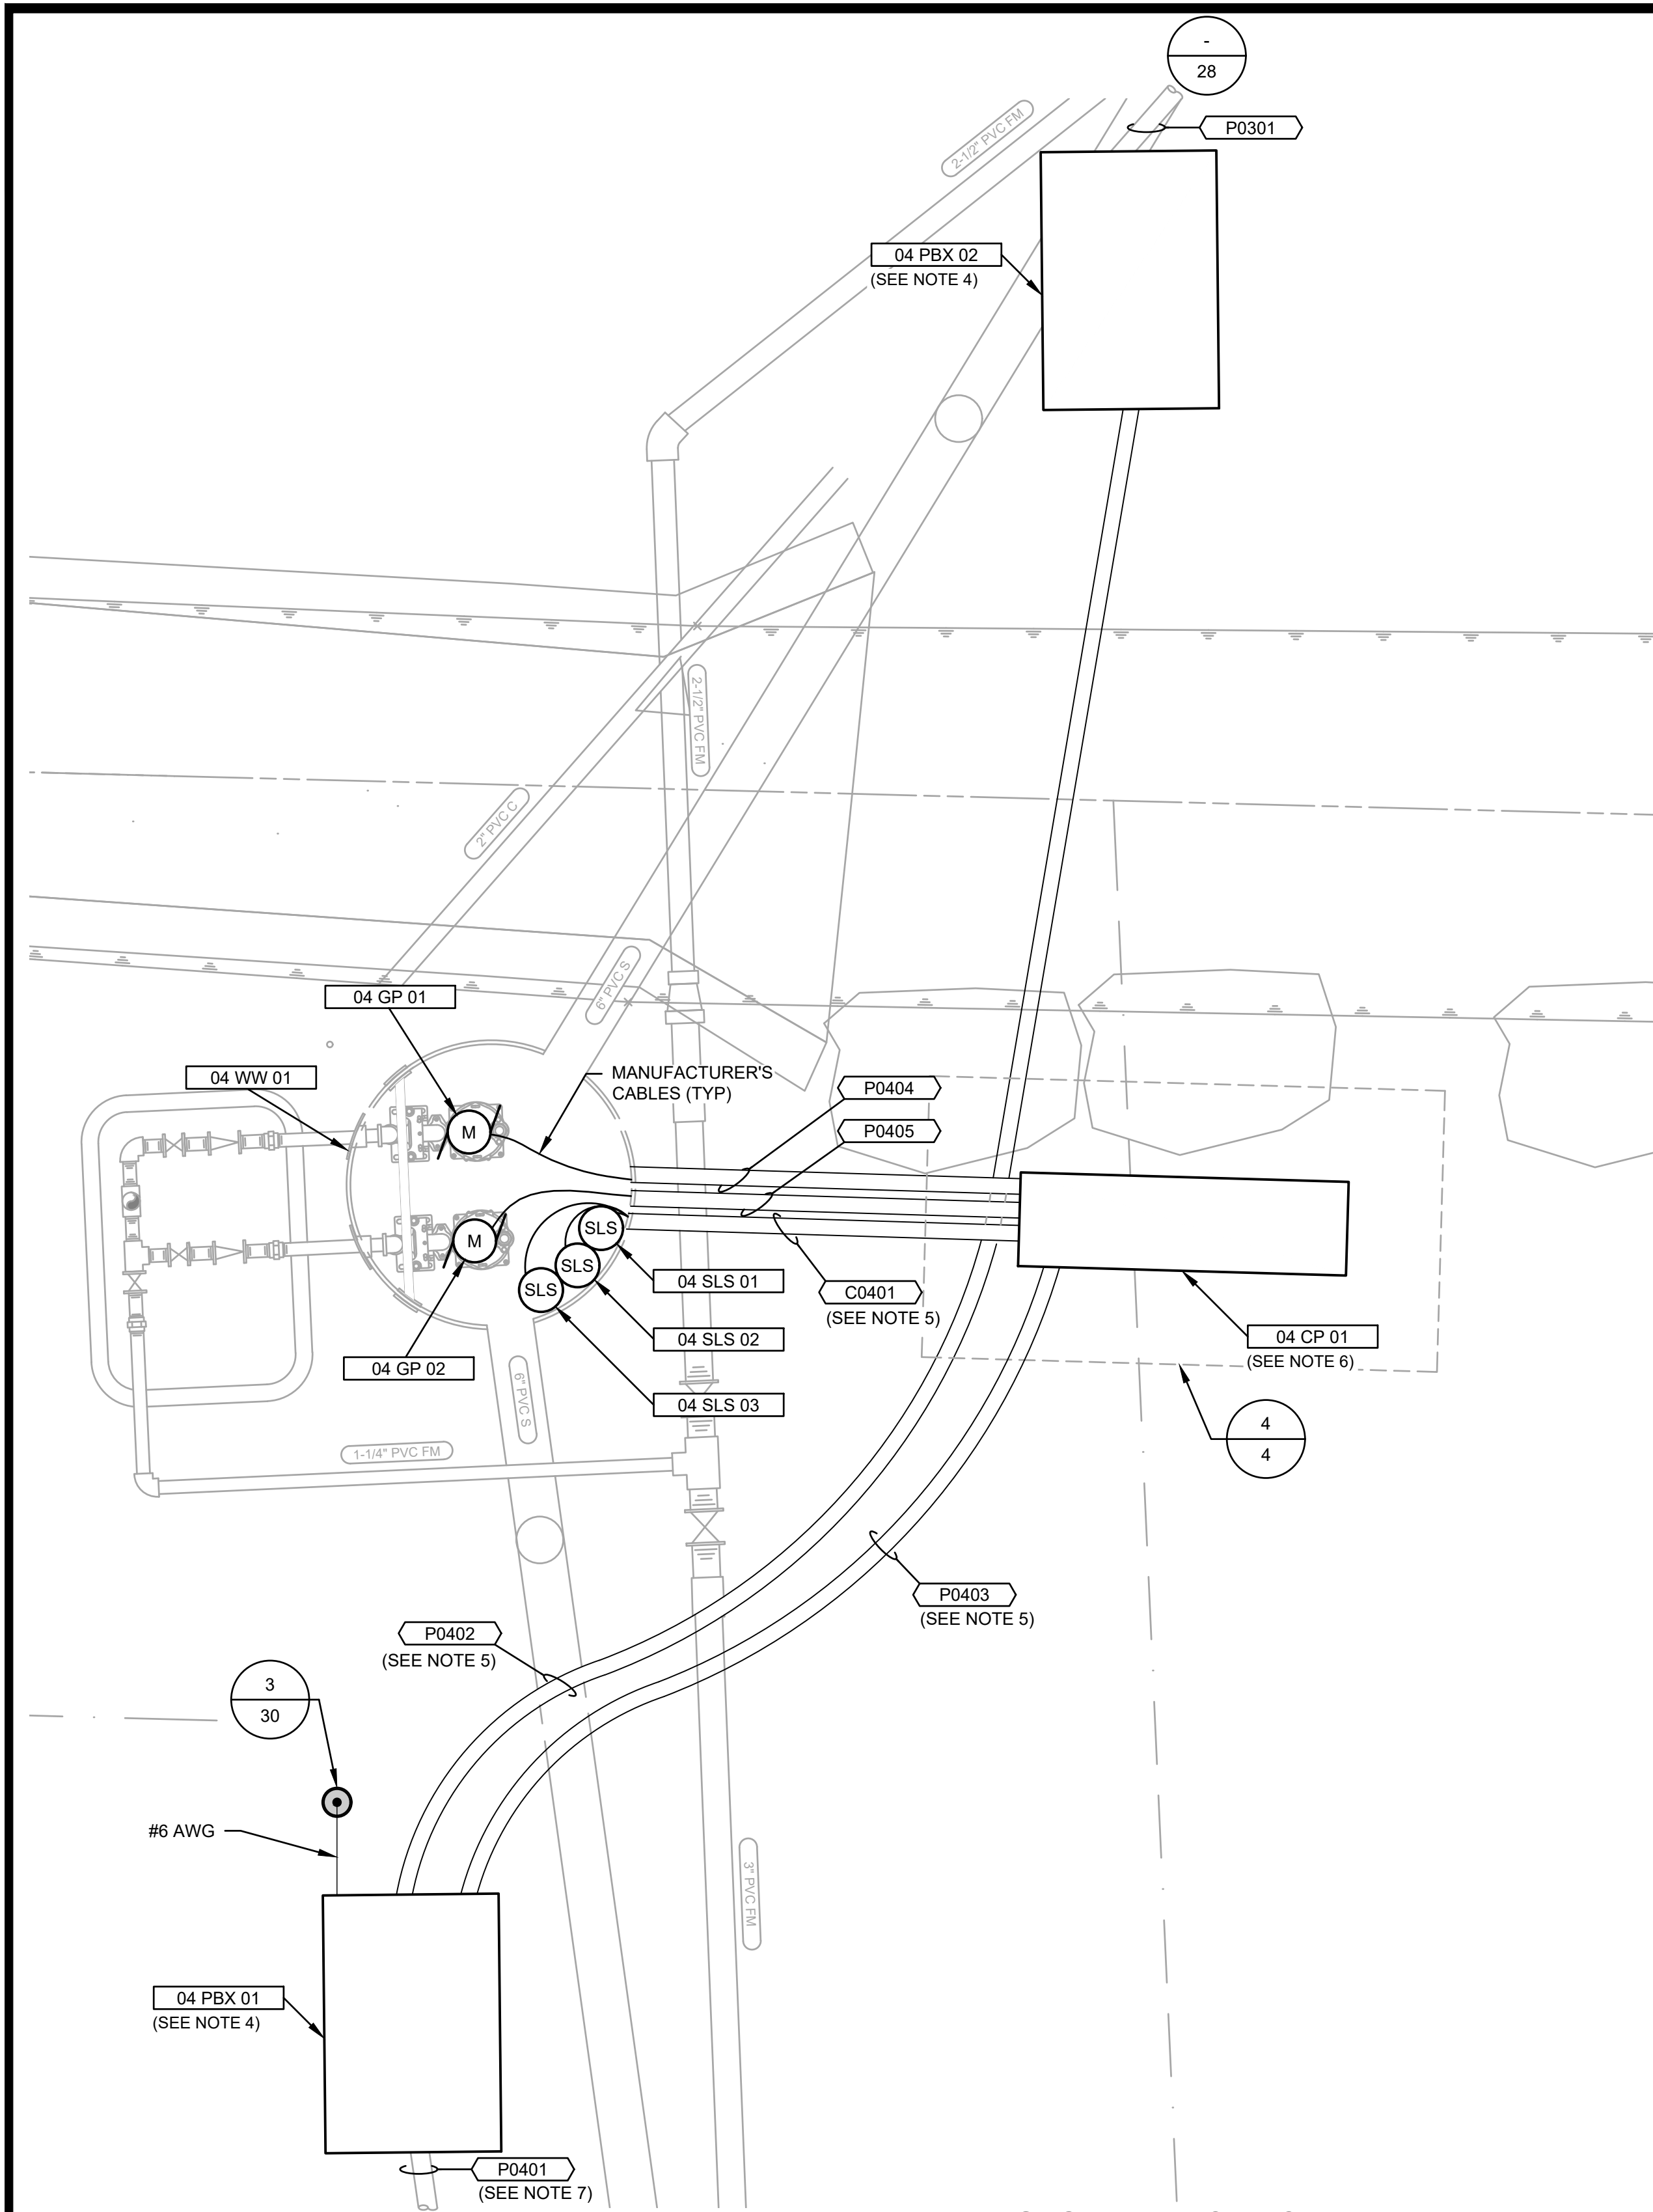 -
28
P0301
2-1/2" PVC FM
04 PBX 02
(SEE NOTE 4)
2-1/2" PVC FM
2" PVC C
6" PVC S
04 GP 01
04 WW 01
MANUFACTURER'S
CABLES (TYP)
P0404
P0405
M
M
SLS
SLS
SLS
04 SLS 01
C0401
(SEE NOTE 5)
04 SLS 02
04 CP 01
(SEE NOTE 6)
04 GP 02
04 SLS 03
6" PVC S
4
4
1-1/4" PVC FM
P0403
(SEE NOTE 5)
P0402
(SEE NOTE 5)
3
30
#6 AWG
3" PVC FM
04 PBX 01
(SEE NOTE 4)
P0401
(SEE NOTE 7)